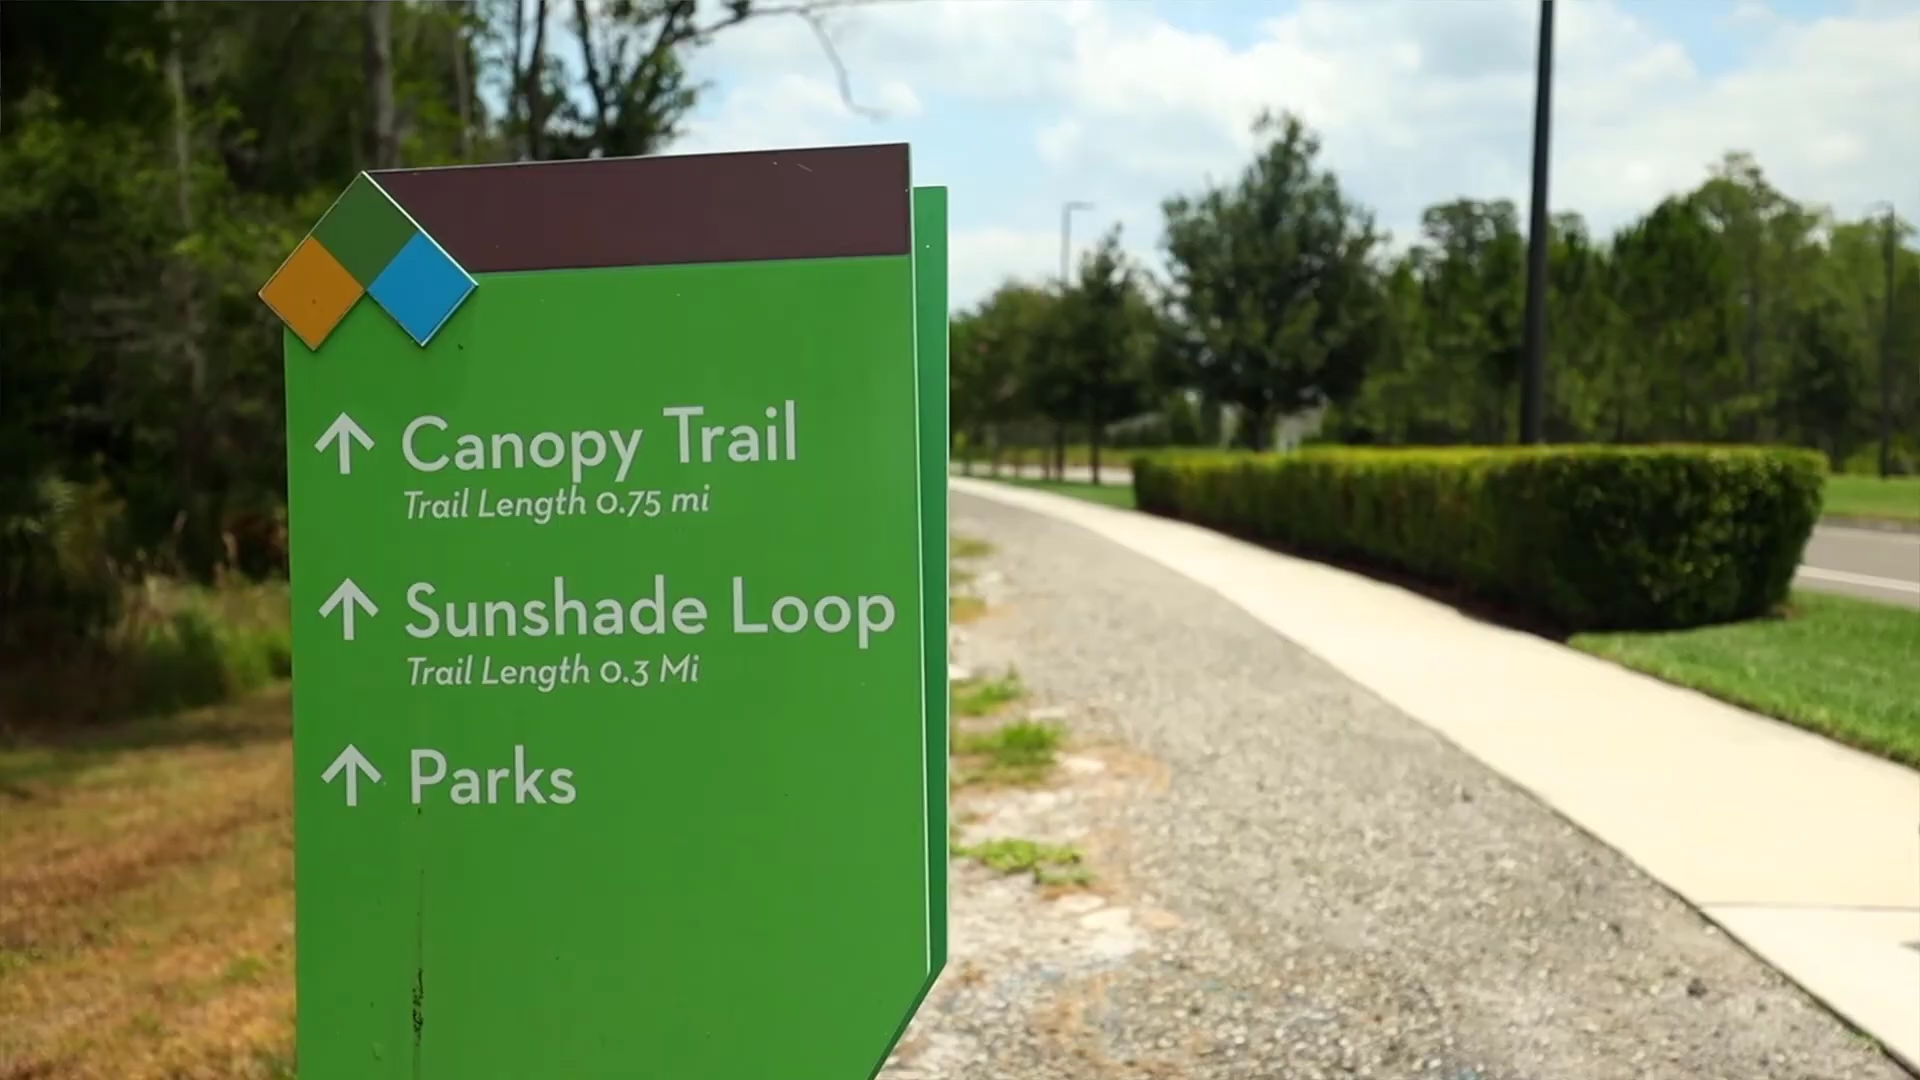 ↑ Canopy Trail
Trail Length 0.75 mi
↑ Sunshade Loop
Trail Length 0.3 Mi
↑ Parks